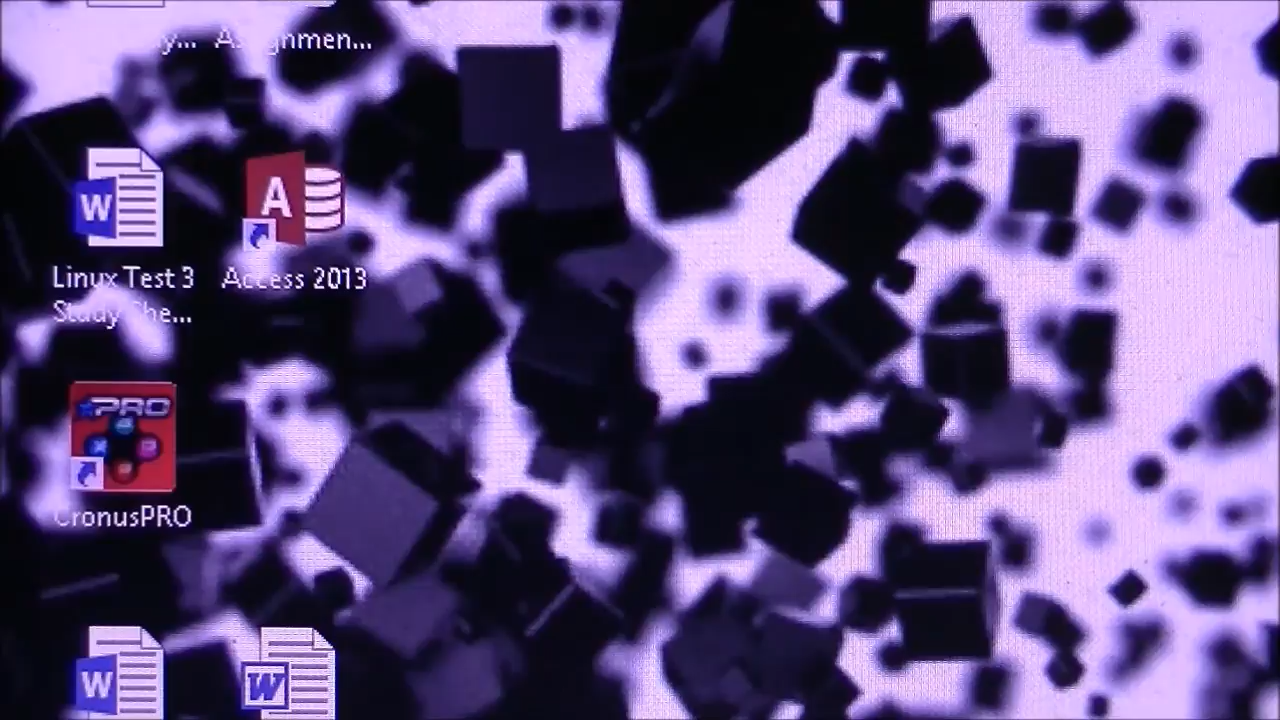 y... Assignmen...
W
A
Linux Test 3
Study She...
Access 2013
PRO
CronusPRO
W
W